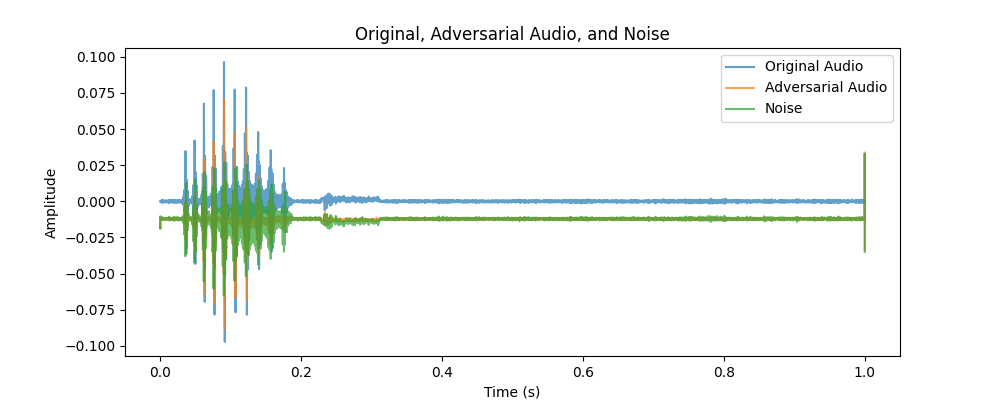 Original, Adversarial Audio, and Noise
Original Audio
Adversarial Audio
Noise
Amplitude
0.100
0.075
0.050
0.025
0.000
−0.025
−0.050
−0.075
−0.100
0.0 0.2 0.4 0.6 0.8 1.0
Time (s)